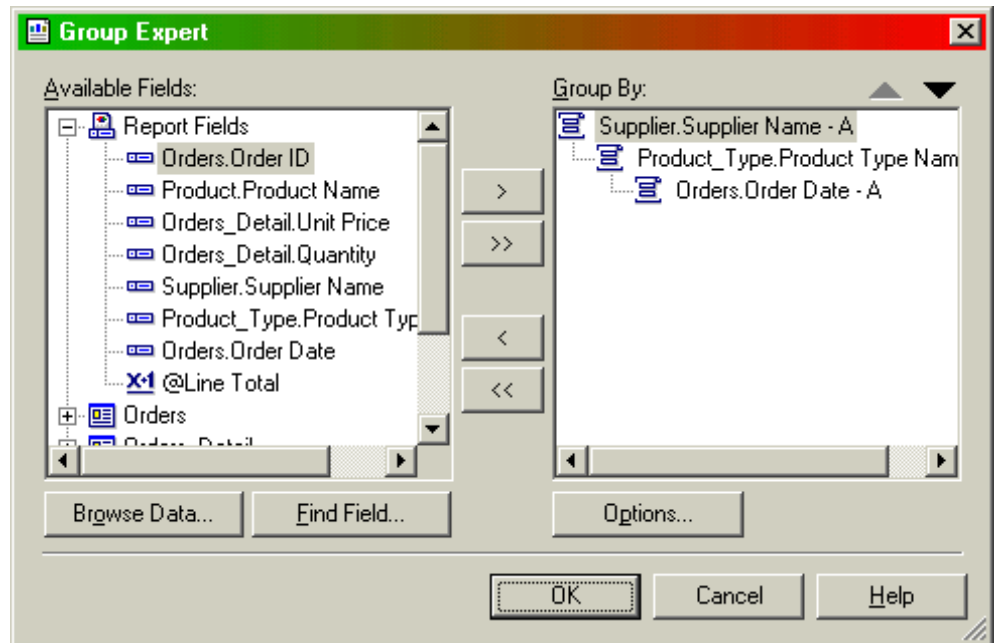 Group Expert
Available Fields:
Report Fields
Orders.Order ID
Product.Product Name
Orders_Detail.Unit Price
Orders_Detail.Quantity
Supplier.Supplier Name
Product_Type.Product Typ
Orders.Order Date
X+1 @Line Total
Orders
Orders_Detail
>
>>
<
<<
Group By:
Supplier.Supplier Name - A
Product_Type.Product Type Nam
Orders.Order Date - A
Browse Data...
Find Field...
Options...
OK
Cancel
Help